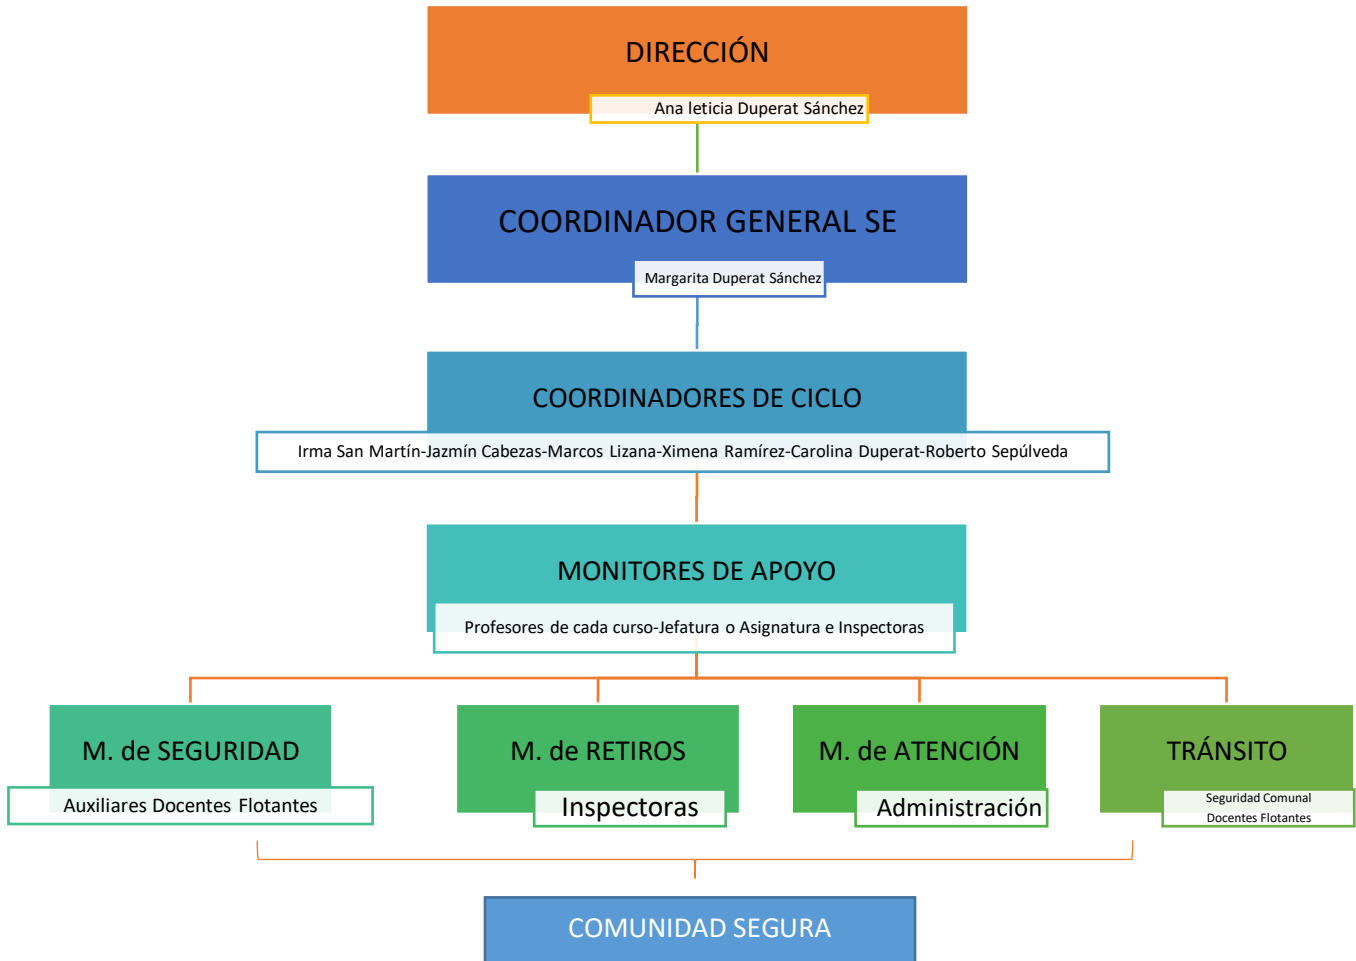 DIRECCIÓN
Ana leticia Duperat Sánchez
COORDINADOR GENERAL SE
Margarita Duperat Sánchez
COORDINADORES DE CICLO
Irma San Martín-Jazmín Cabezas-Marcos Lizana-Ximena Ramírez-Carolina Duperat-Roberto Sepúlveda
MONITORES DE APOYO
Profesores de cada curso-Jefatura o Asignatura e Inspectoras
M. de SEGURIDAD
Auxiliares Docentes Flotantes
M. de RETIROS
Inspectoras
M. de ATENCIÓN
Administración
TRÁNSITO
Seguridad Comunal
Docentes Flotantes
COMUNIDAD SEGURA